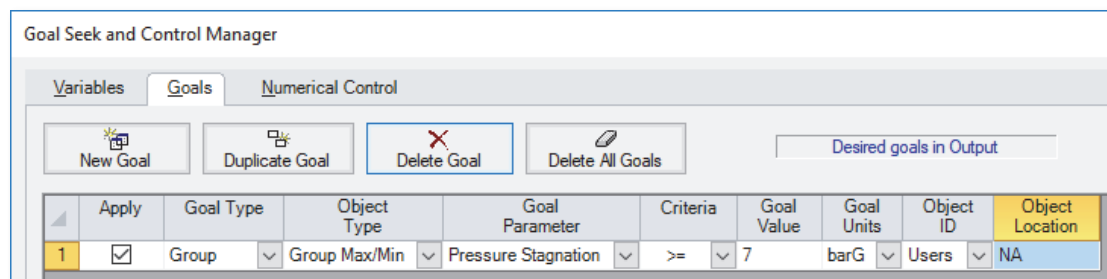 Goal Seek and Control Manager
Variables Goals Numerical Control
New Goal Duplicate Goal Delete Goal Delete All Goals Desired goals in Output
Apply Goal Type Object Type Goal Parameter Criteria Goal Value Goal Units Object ID Object Location
1 Group Group Max/Min Pressure Stagnation >= 7 barG Users NA